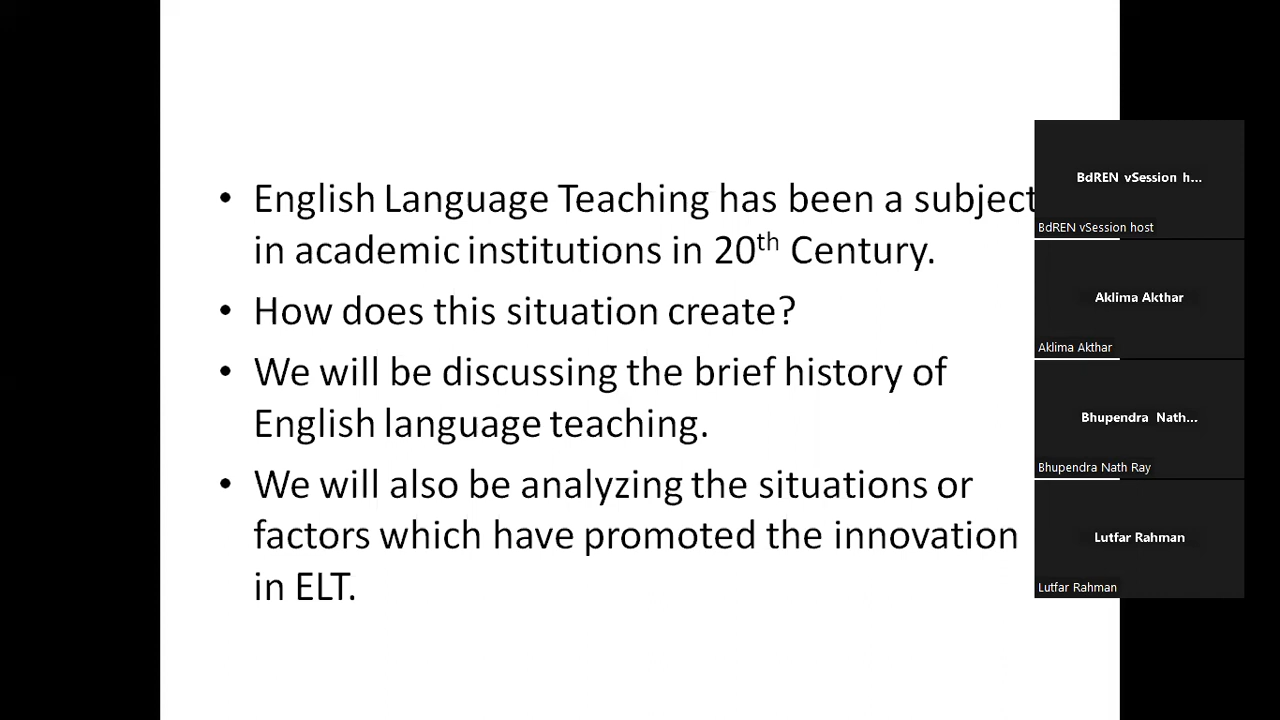 • English Language Teaching has been a subject
in academic institutions in 20th Century.
• How does this situation create?
• We will be discussing the brief history of
English language teaching.
• We will also be analyzing the situations or
factors which have promoted the innovation
in ELT.
BdREN vSession h...
BdREN vSession host
Aklima Akthar
Aklima Akthar
Bhupendra Nath...
Bhupendra Nath Ray
Lutfar Rahman
Lutfar Rahman